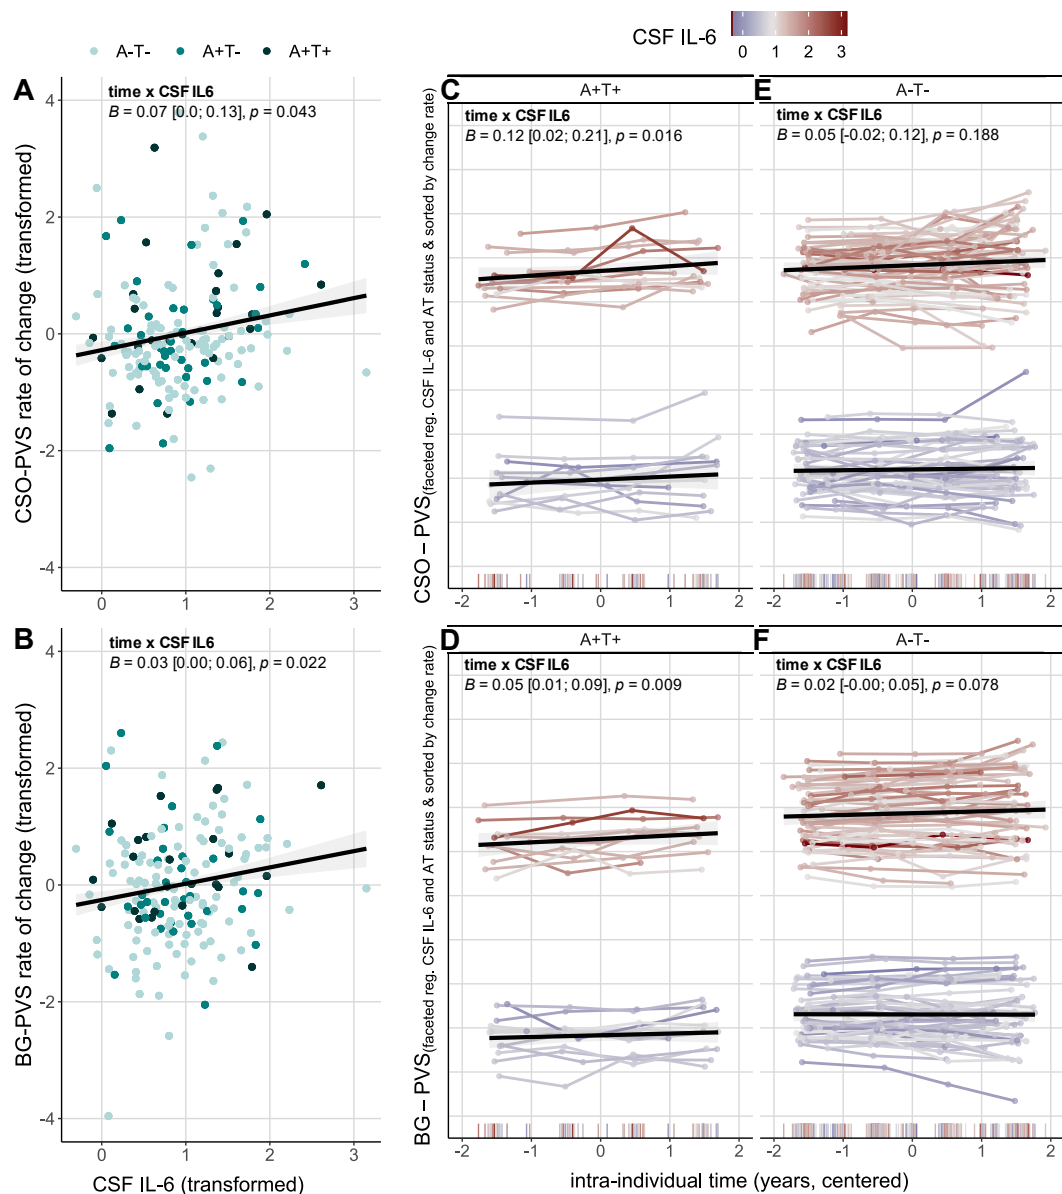 CSF IL-6
0 1 2 3
A-T- A+T- A+T+
A
time x CSF IL6
B = 0.07 [0.0; 0.13], p = 0.043
CSO-PVS rate of change (transformed)
4
2
0
-2
-4
0 1 2 3
B
time x CSF IL6
B = 0.03 [0.00; 0.06], p = 0.022
BG-PVS rate of change (transformed)
4
2
0
-2
-4
0 1 2 3
CSF IL-6 (transformed)
CSO – PVS(faceted reg. CSF IL-6 and AT status & sorted by change rate)
C
A+T+
time x CSF IL6
B = 0.12 [0.02; 0.21], p = 0.016
-2 -1 0 1 2
E
A-T-
time x CSF IL6
B = 0.05 [-0.02; 0.12], p = 0.188
-2 -1 0 1 2
BG – PVS(faceted reg. CSF IL-6 and AT status & sorted by change rate)
D
A+T+
time x CSF IL6
B = 0.05 [0.01; 0.09], p = 0.009
-2 -1 0 1 2
F
A-T-
time x CSF IL6
B = 0.02 [-0.00; 0.05], p = 0.078
-2 -1 0 1 2
intra-individual time (years, centered)